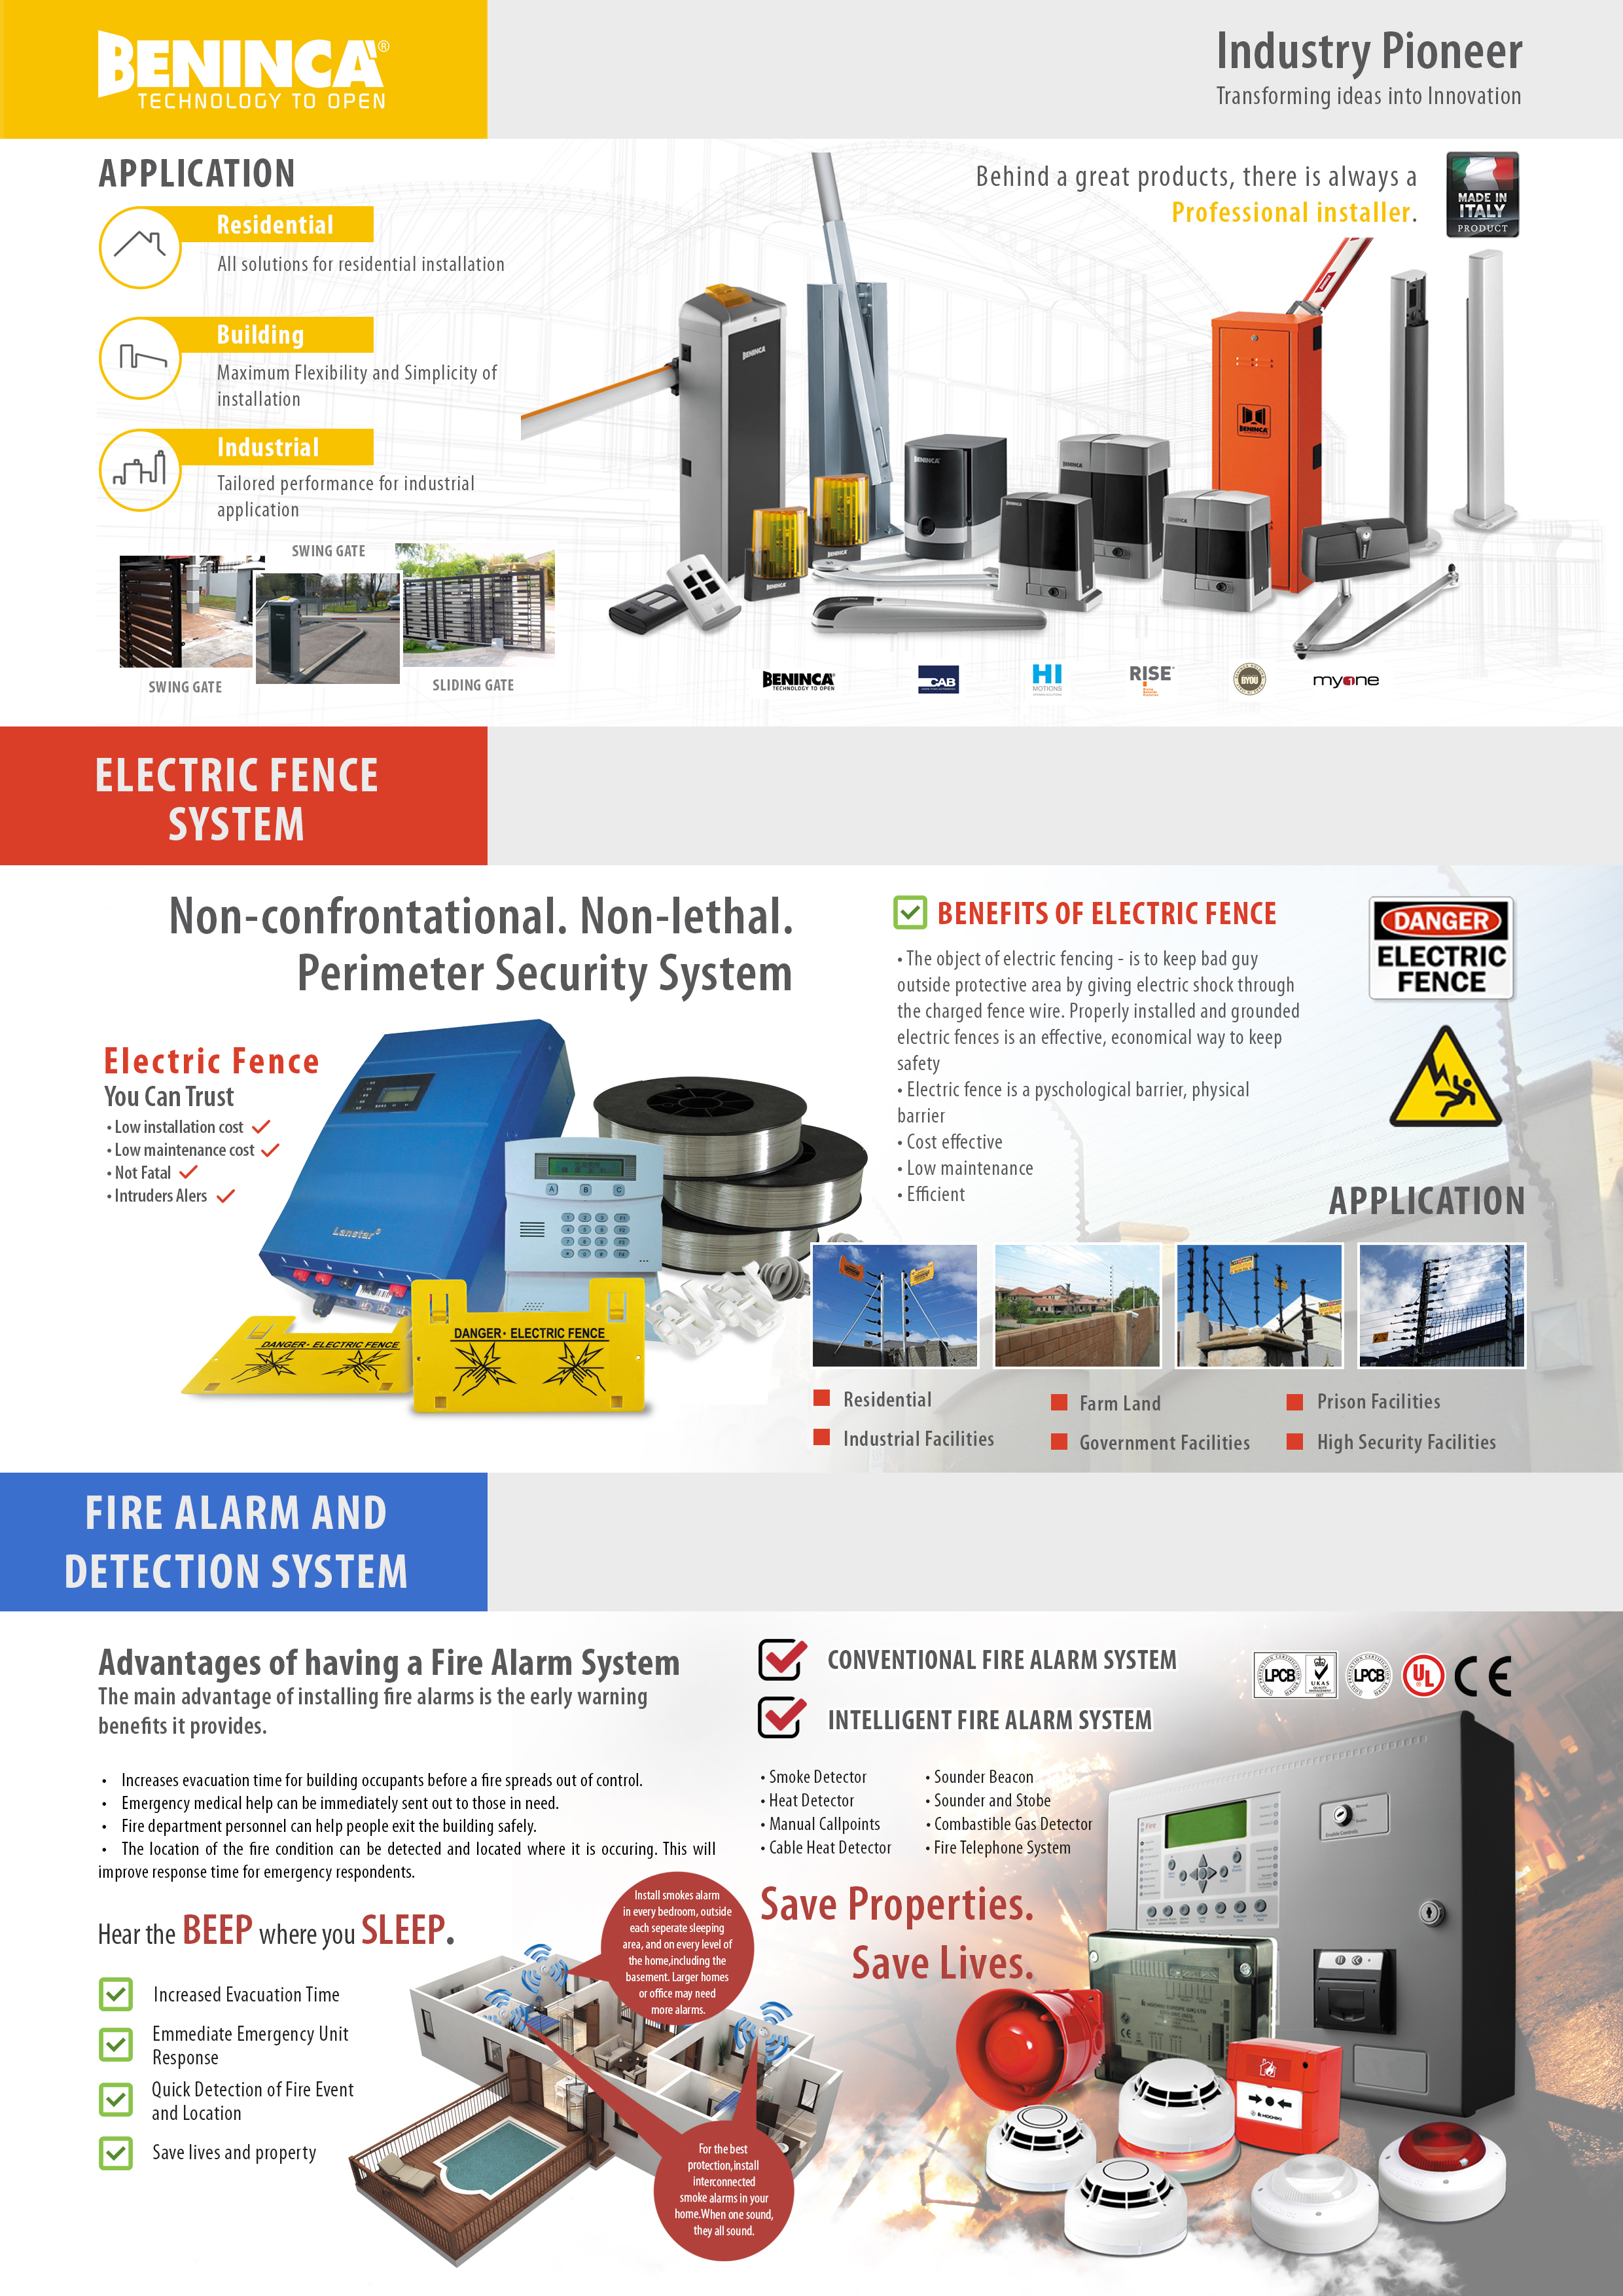 BENINCA®
TECHNOLOGY TO OPEN
Industry Pioneer
Transforming ideas into Innovation
APPLICATION
Residential
All solutions for residential installation
Building
Maximum Flexibility and Simplicity of
installation
Industrial
Tailored performance for industrial
application
SWING GATE
SWING GATE
SLIDING GATE
Behind a great products, there is always a
Professional installer.
MADE IN
ITALY
PRODUCT
BENINCA
BENINCA
BENINCA
BENINCA
BENINCA
BENINCA
BENINCA
TECHNOLOGY TO OPEN
CAB
HI
MOTIONS
RISE
BYOU
myone
ELECTRIC FENCE
SYSTEM
Non-confrontational. Non-lethal.
Perimeter Security System
Electric Fence
You Can Trust
• Low installation cost
• Low maintenance cost
• Not Fatal
• Intruders Alers
Lanstar®
A B C
DANGER· ELECTRIC FENCE
DANGER· ELECTRIC FENCE
BENEFITS OF ELECTRIC FENCE
• The object of electric fencing - is to keep bad guy
outside protective area by giving electric shock through
the charged fence wire. Properly installed and grounded
electric fences is an effective, economical way to keep
safety
• Electric fence is a pyschological barrier, physical
barrier
• Cost effective
• Low maintenance
• Efficient
DANGER
ELECTRIC
FENCE
APPLICATION
Residential
Farm Land
Prison Facilities
Industrial Facilities
Government Facilities
High Security Facilities
FIRE ALARM AND
DETECTION SYSTEM
Advantages of having a Fire Alarm System
The main advantage of installing fire alarms is the early warning
benefits it provides.
• Increases evacuation time for building occupants before a fire spreads out of control.
• Emergency medical help can be immediately sent out to those in need.
• Fire department personnel can help people exit the building safely.
• The location of the fire condition can be detected and located where it is occuring. This will
improve response time for emergency respondents.
Hear the BEEP where you SLEEP.
Increased Evacuation Time
Emmediate Emergency Unit
Response
Quick Detection of Fire Event
and Location
Save lives and property
Install smokes alarm
in every bedroom, outside
each seperate sleeping
area, and on every level of
the home,including the
basement. Larger homes
or office may need
more alarms.
For the best
protection,install
interconnected
smoke alarms in your
home.When one sound,
they all sound.
CONVENTIONAL FIRE ALARM SYSTEM
INTELLIGENT FIRE ALARM SYSTEM
LPCB
UKAS
LPCB
UL
CE
• Smoke Detector
• Heat Detector
• Manual Callpoints
• Cable Heat Detector
• Sounder Beacon
• Sounder and Stobe
• Combastible Gas Detector
• Fire Telephone System
Save Properties.
Save Lives.
Fire
HOCHIKI